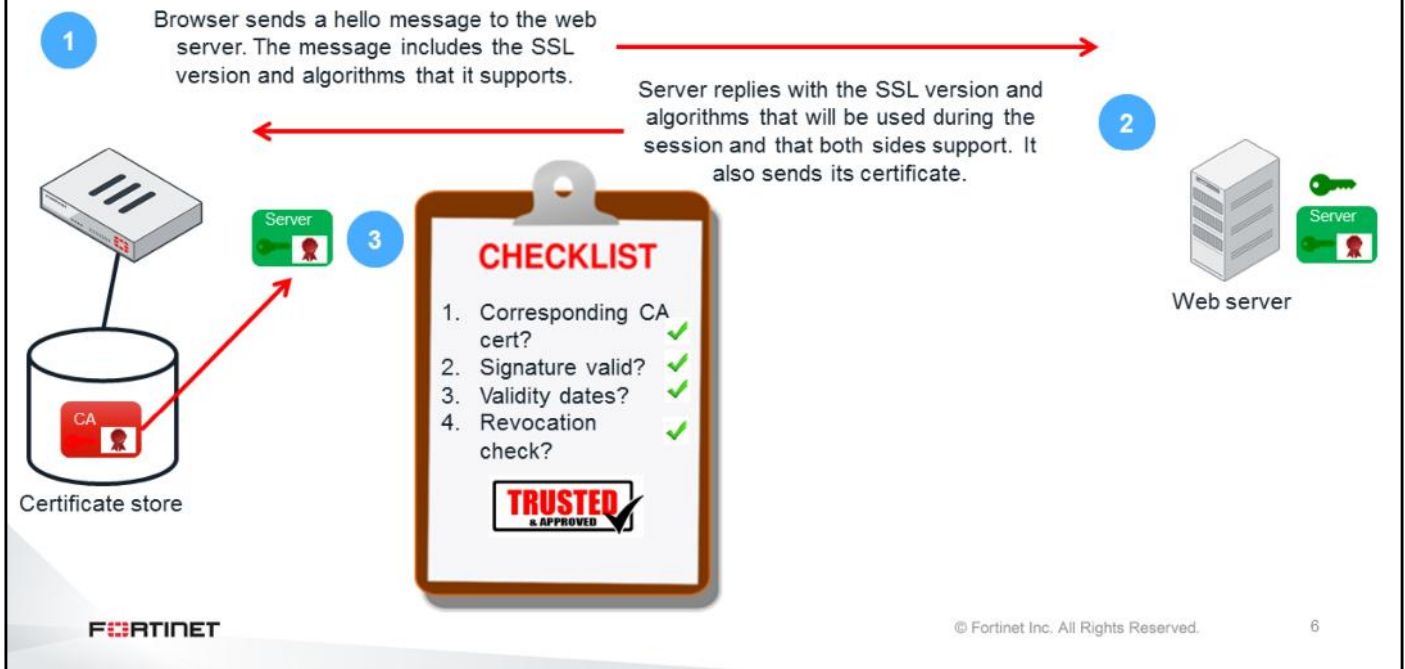 1
Browser sends a hello message to the web
server. The message includes the SSL
version and algorithms that it supports.
Server replies with the SSL version and
algorithms that will be used during the
session and that both sides support. It
also sends its certificate.
2
Server
3
CHECKLIST
1. Corresponding CA
cert?
2. Signature valid?
3. Validity dates?
4. Revocation
check?
TRUSTED
& APPROVED
Server
Web server
CA
Certificate store
FORTINET
© Fortinet Inc. All Rights Reserved.
6